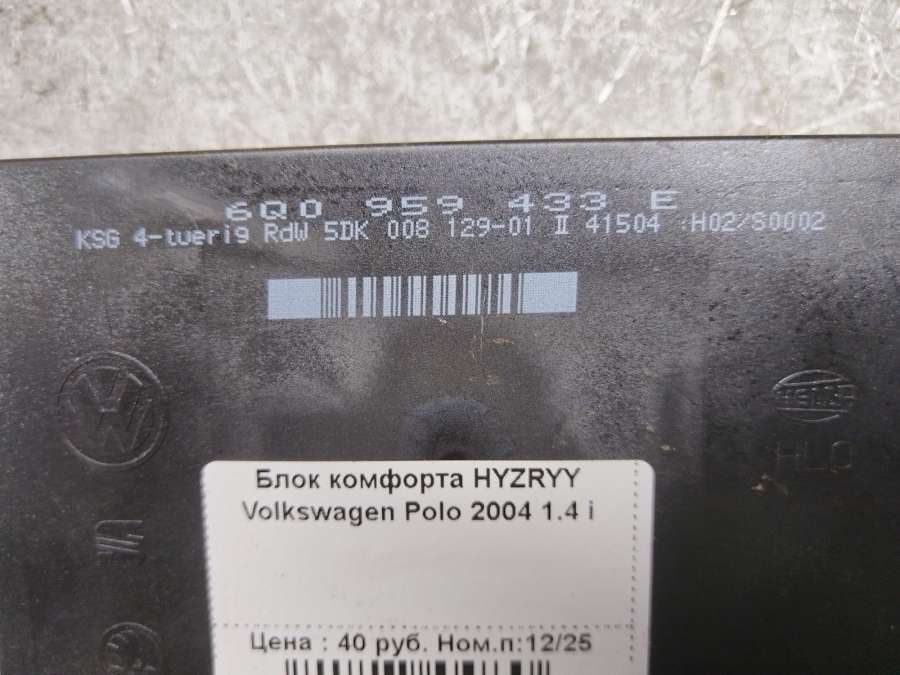 6Q0 959 433 E
KSG 4-tuerig RdW 5DK 008 129-01 II 41504 :H02/S0002
HELLA
HLO
Блок комфорта HYZRYY
Volkswagen Polo 2004 1.4 i
Цена : 40 руб. Ном.п:12/25